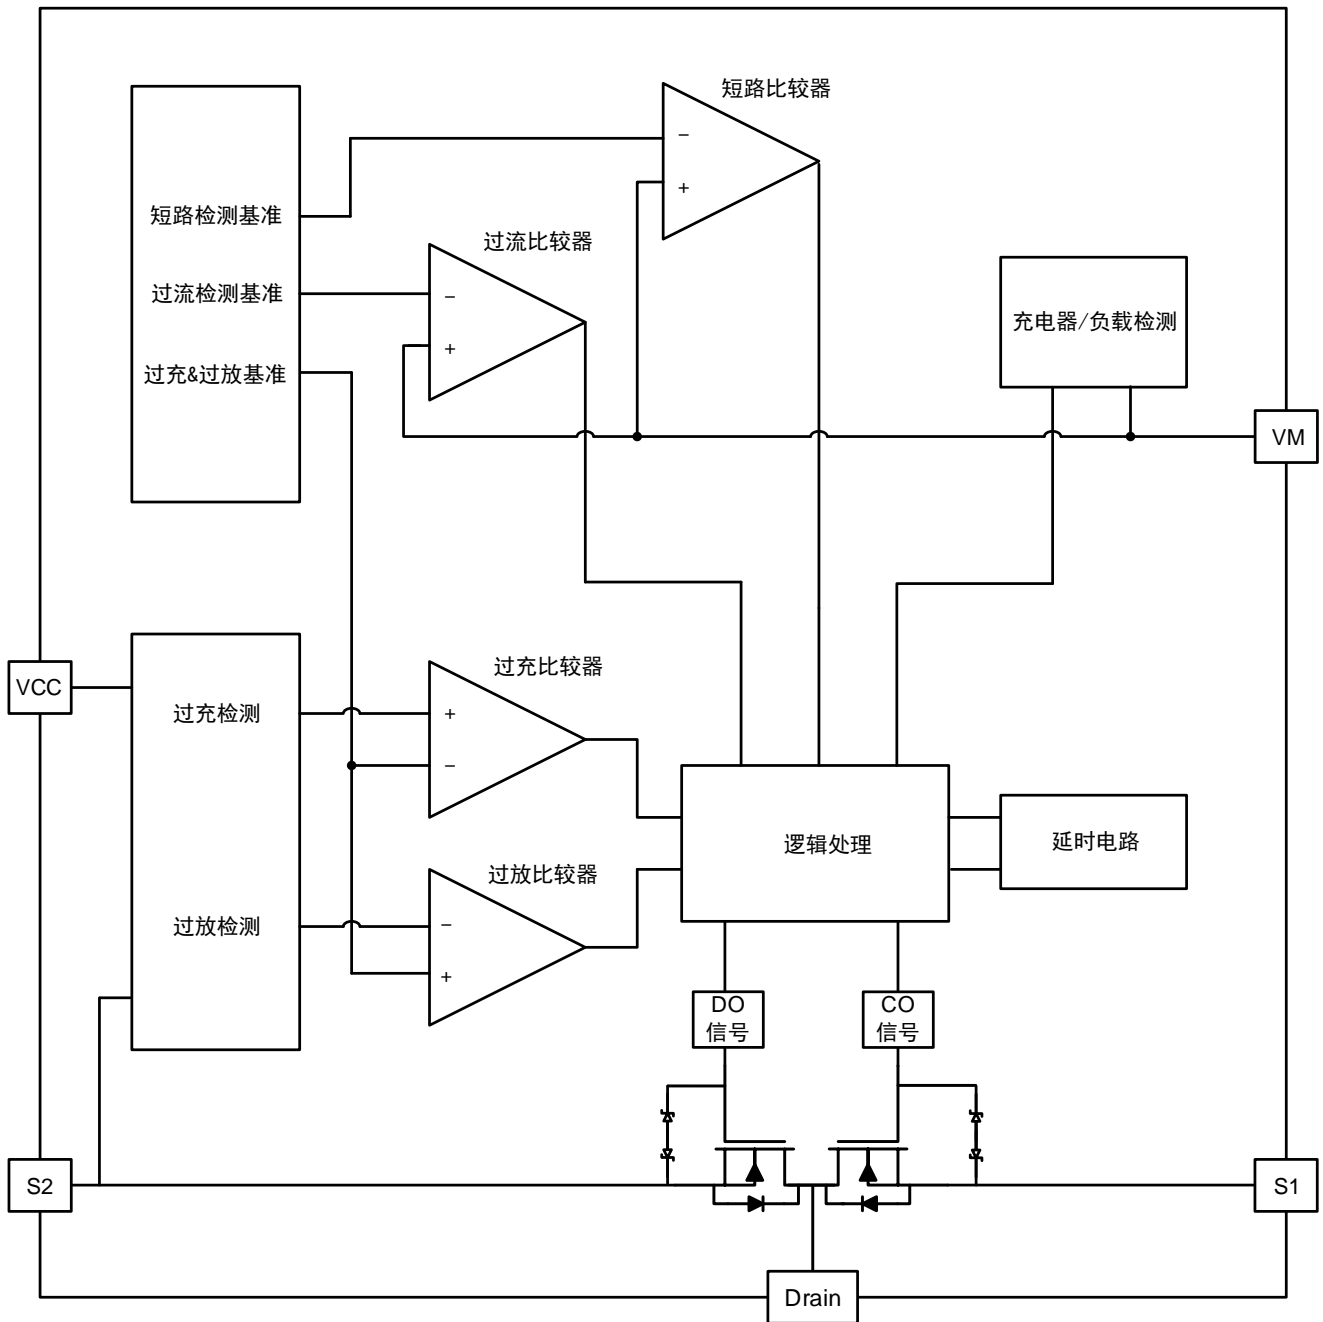 短路比较器
-
+
短路检测基准
过流比较器
过流检测基准
-
+
过充&过放基准
充电器/负载检测
VM
VCC
过充检测
过充比较器
+
-
逻辑处理
延时电路
过放检测
过放比较器
-
+
DO
信号
CO
信号
S2
S1
Drain